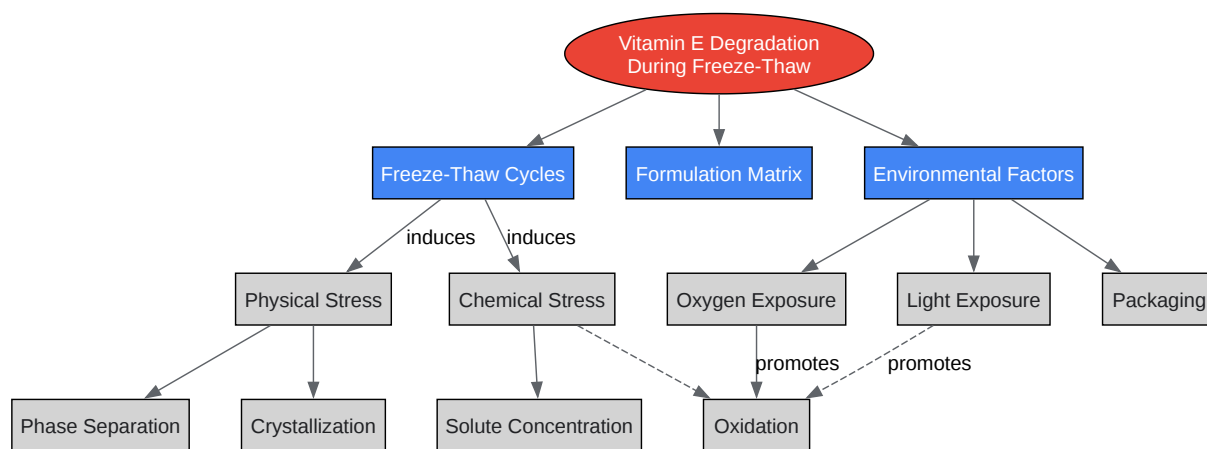 Vitamin E Degradation
During Freeze-Thaw
Freeze-Thaw Cycles
Formulation Matrix
Environmental Factors
induces
induces
Physical Stress
Chemical Stress
Oxygen Exposure
Light Exposure
Packaging
promotes
promotes
Phase Separation
Crystallization
Solute Concentration
Oxidation